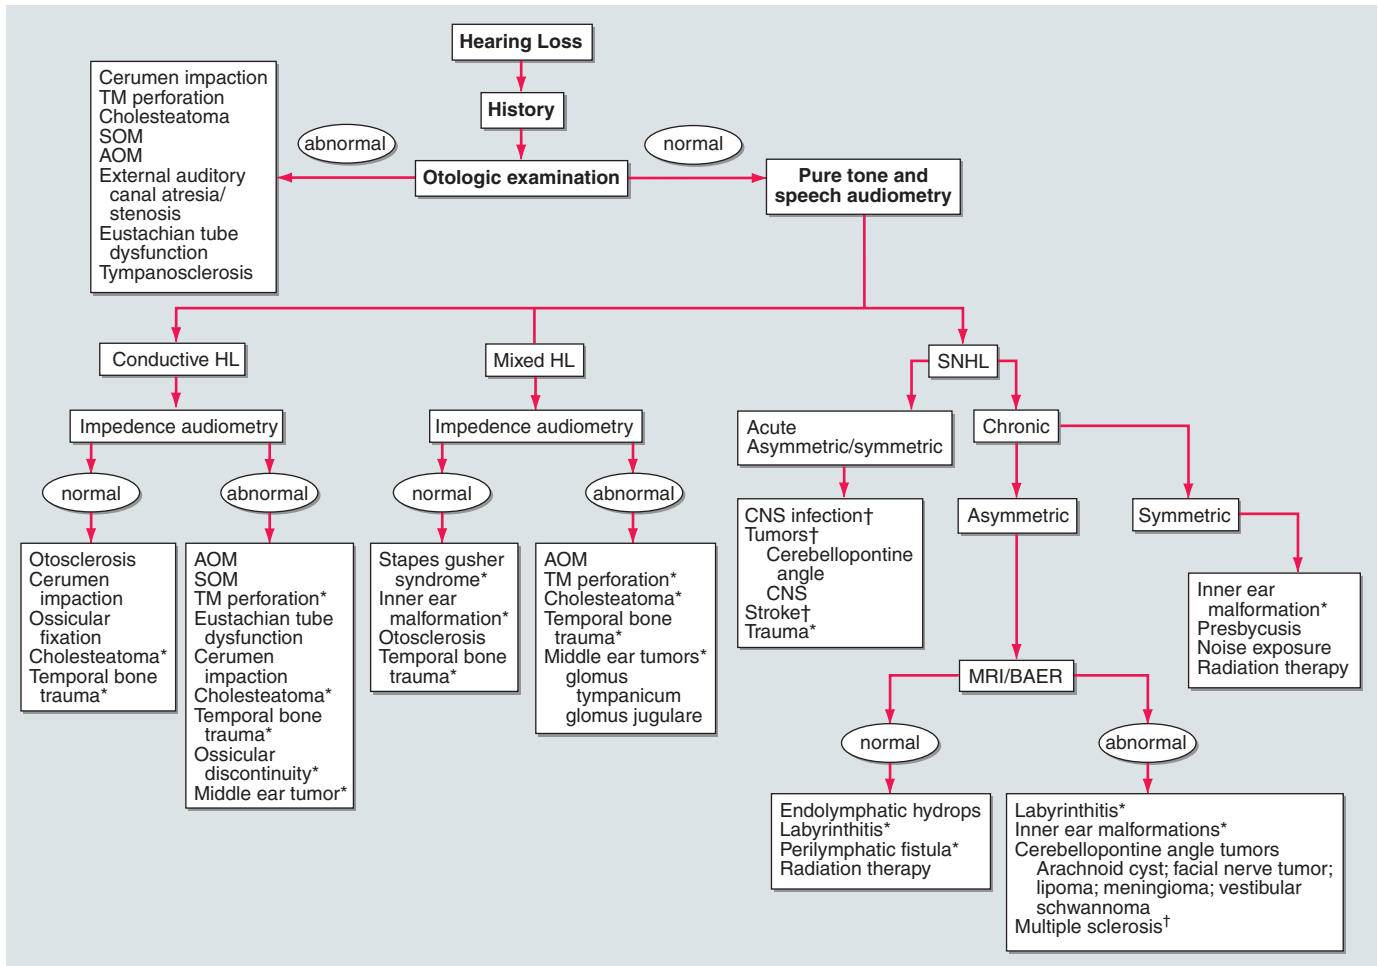 Hearing Loss
History
abnormal
normal
Otologic examination
Pure tone and
speech audiometry
Cerumen impaction
TM perforation
Cholesteatoma
SOM
AOM
External auditory
canal atresia/
stenosis
Eustachian tube
dysfunction
Tympanosclerosis
Conductive HL
Mixed HL
SNHL
Impedence audiometry
Impedence audiometry
Acute
Asymmetric/symmetric
Chronic
normal
abnormal
normal
abnormal
Asymmetric
Symmetric
Otosclerosis
Cerumen
impaction
Ossicular
fixation
Cholesteatoma*
Temporal bone
trauma*
AOM
SOM
TM perforation*
Eustachian tube
dysfunction
Cerumen
impaction
Cholesteatoma*
Temporal bone
trauma*
Ossicular
discontinuity*
Middle ear tumor*
Stapes gusher
syndrome*
Inner ear
malformation*
Otosclerosis
Temporal bone
trauma*
AOM
TM perforation*
Cholesteatoma*
Temporal bone
trauma*
Middle ear tumors*
glomus
tympanicum
glomus jugulare
CNS infection†
Tumors†
Cerebellopontine
angle
CNS
Stroke†
Trauma*
Inner ear
malformation*
Presbycusis
Noise exposure
Radiation therapy
MRI/BAER
normal
abnormal
Endolymphatic hydrops
Labyrinthitis*
Perilymphatic fistula*
Radiation therapy
Labyrinthitis*
Inner ear malformations*
Cerebellopontine angle tumors
Arachnoid cyst; facial nerve tumor;
lipoma; meningioma; vestibular
schwannoma
Multiple sclerosis†